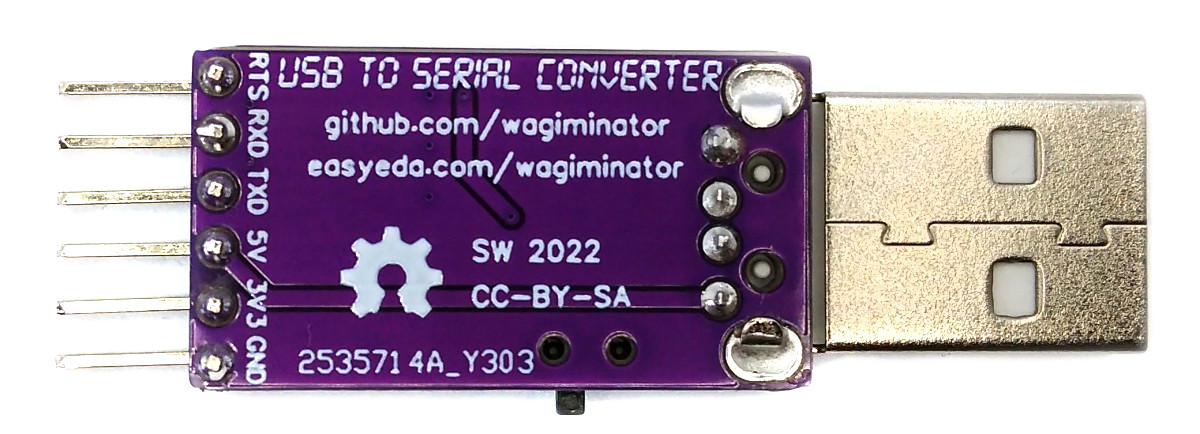 USB TO SERIAL CONVERTER
github.com/wagiminator
easyeda.com/wagiminator
SW 2022
CC-BY-SA
2535714A_Y303
RTS
RXD
TXD
5V
3V3
GND